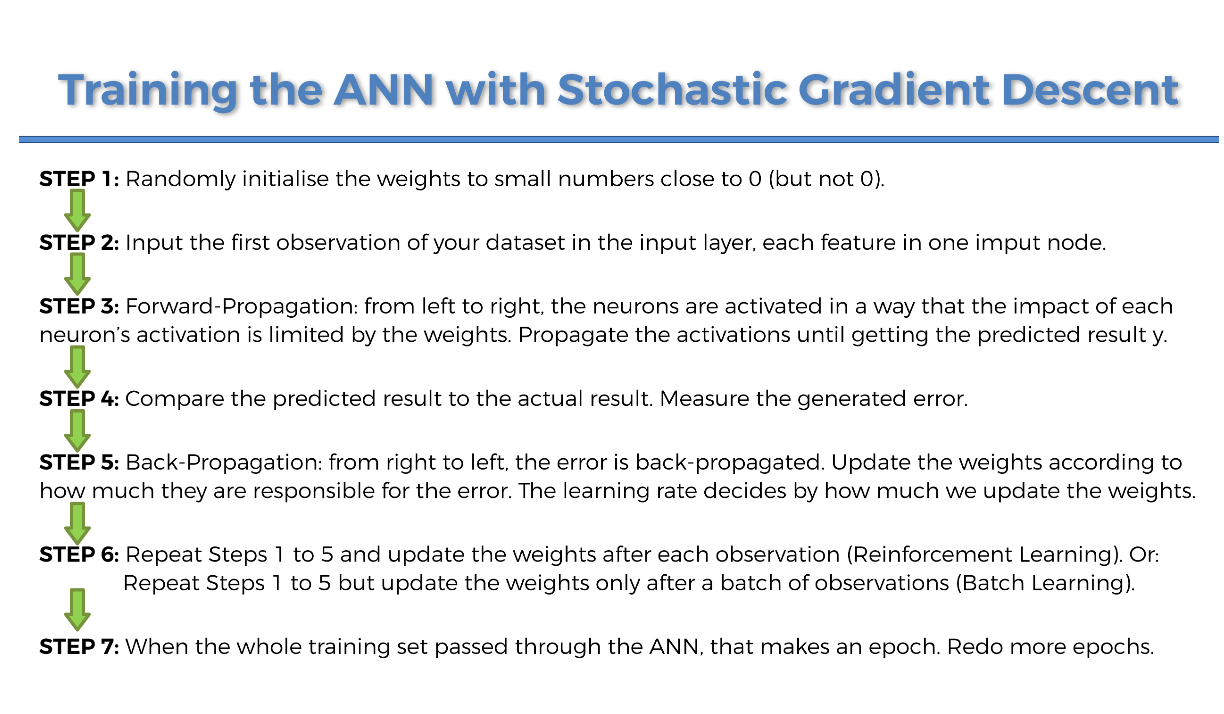 Training the ANN with Stochastic Gradient Descent
STEP 1: Randomly initialise the weights to small numbers close to 0 (but not 0).
STEP 2: Input the first observation of your dataset in the input layer, each feature in one imput node.
STEP 3: Forward-Propagation: from left to right, the neurons are activated in a way that the impact of each
neuron’s activation is limited by the weights. Propagate the activations until getting the predicted result y.
STEP 4: Compare the predicted result to the actual result. Measure the generated error.
STEP 5: Back-Propagation: from right to left, the error is back-propagated. Update the weights according to
how much they are responsible for the error. The learning rate decides by how much we update the weights.
STEP 6: Repeat Steps 1 to 5 and update the weights after each observation (Reinforcement Learning). Or:
Repeat Steps 1 to 5 but update the weights only after a batch of observations (Batch Learning).
STEP 7: When the whole training set passed through the ANN, that makes an epoch. Redo more epochs.